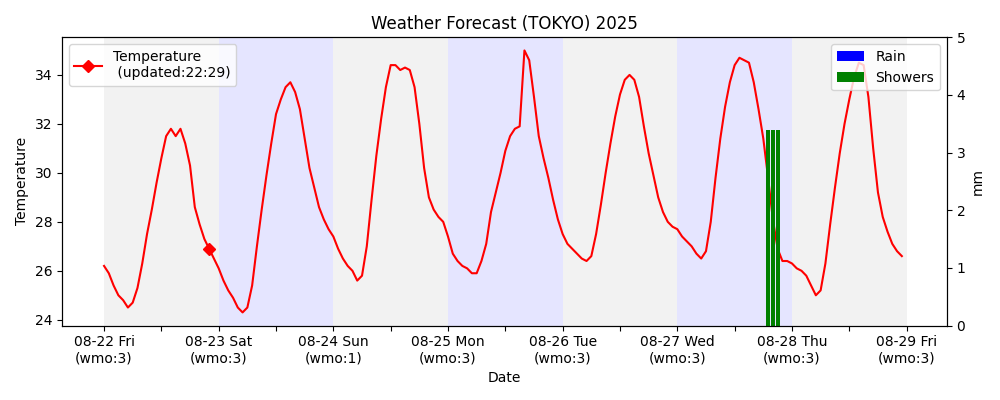 Weather Forecast (TOKYO) 2025
Temperature
(updated:22:29)
Rain
Showers
Temperature
34
32
30
28
26
24
5
4
3
2
1
0
mm
08-22 Fri
(wmo:3)
08-23 Sat
(wmo:3)
08-24 Sun
(wmo:1)
08-25 Mon
(wmo:3)
08-26 Tue
(wmo:3)
08-27 Wed
(wmo:3)
08-28 Thu
(wmo:3)
08-29 Fri
(wmo:3)
Date